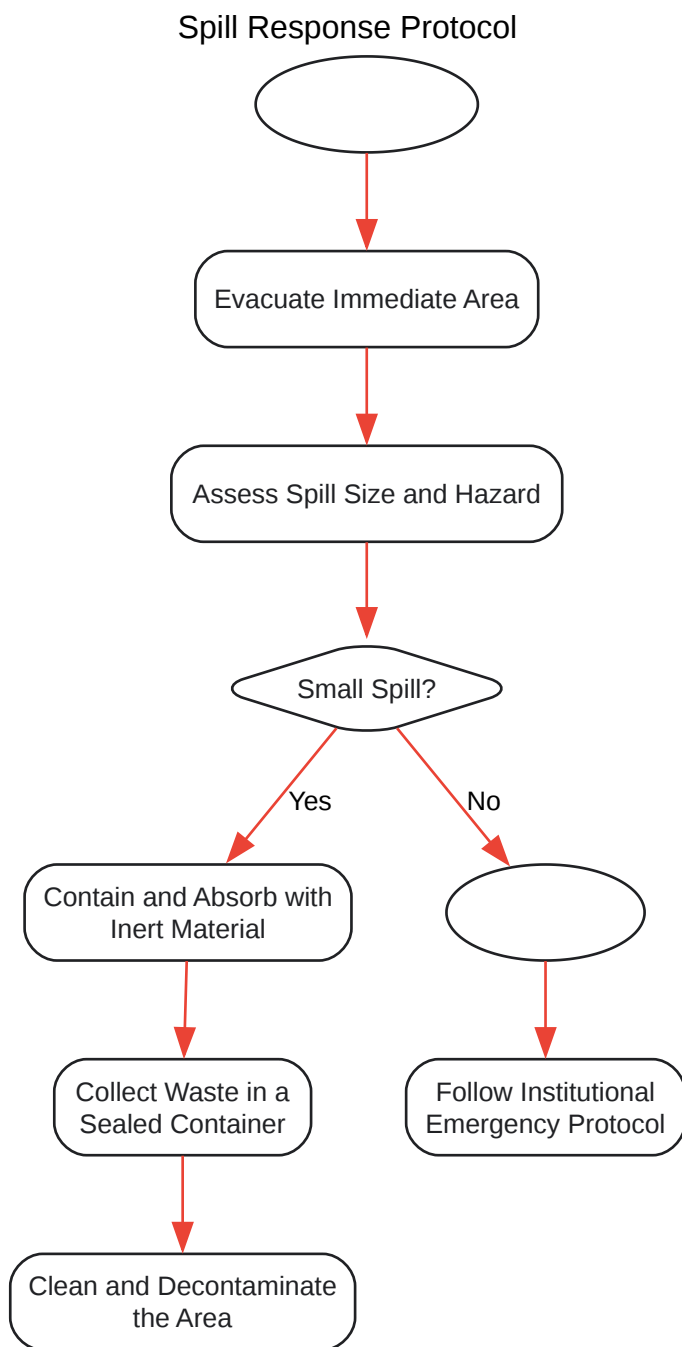 Spill Response Protocol
Evacuate Immediate Area
Assess Spill Size and Hazard
Small Spill?
Yes
No
Contain and Absorb with
Inert Material
Collect Waste in a
Sealed Container
Follow Institutional
Emergency Protocol
Clean and Decontaminate
the Area